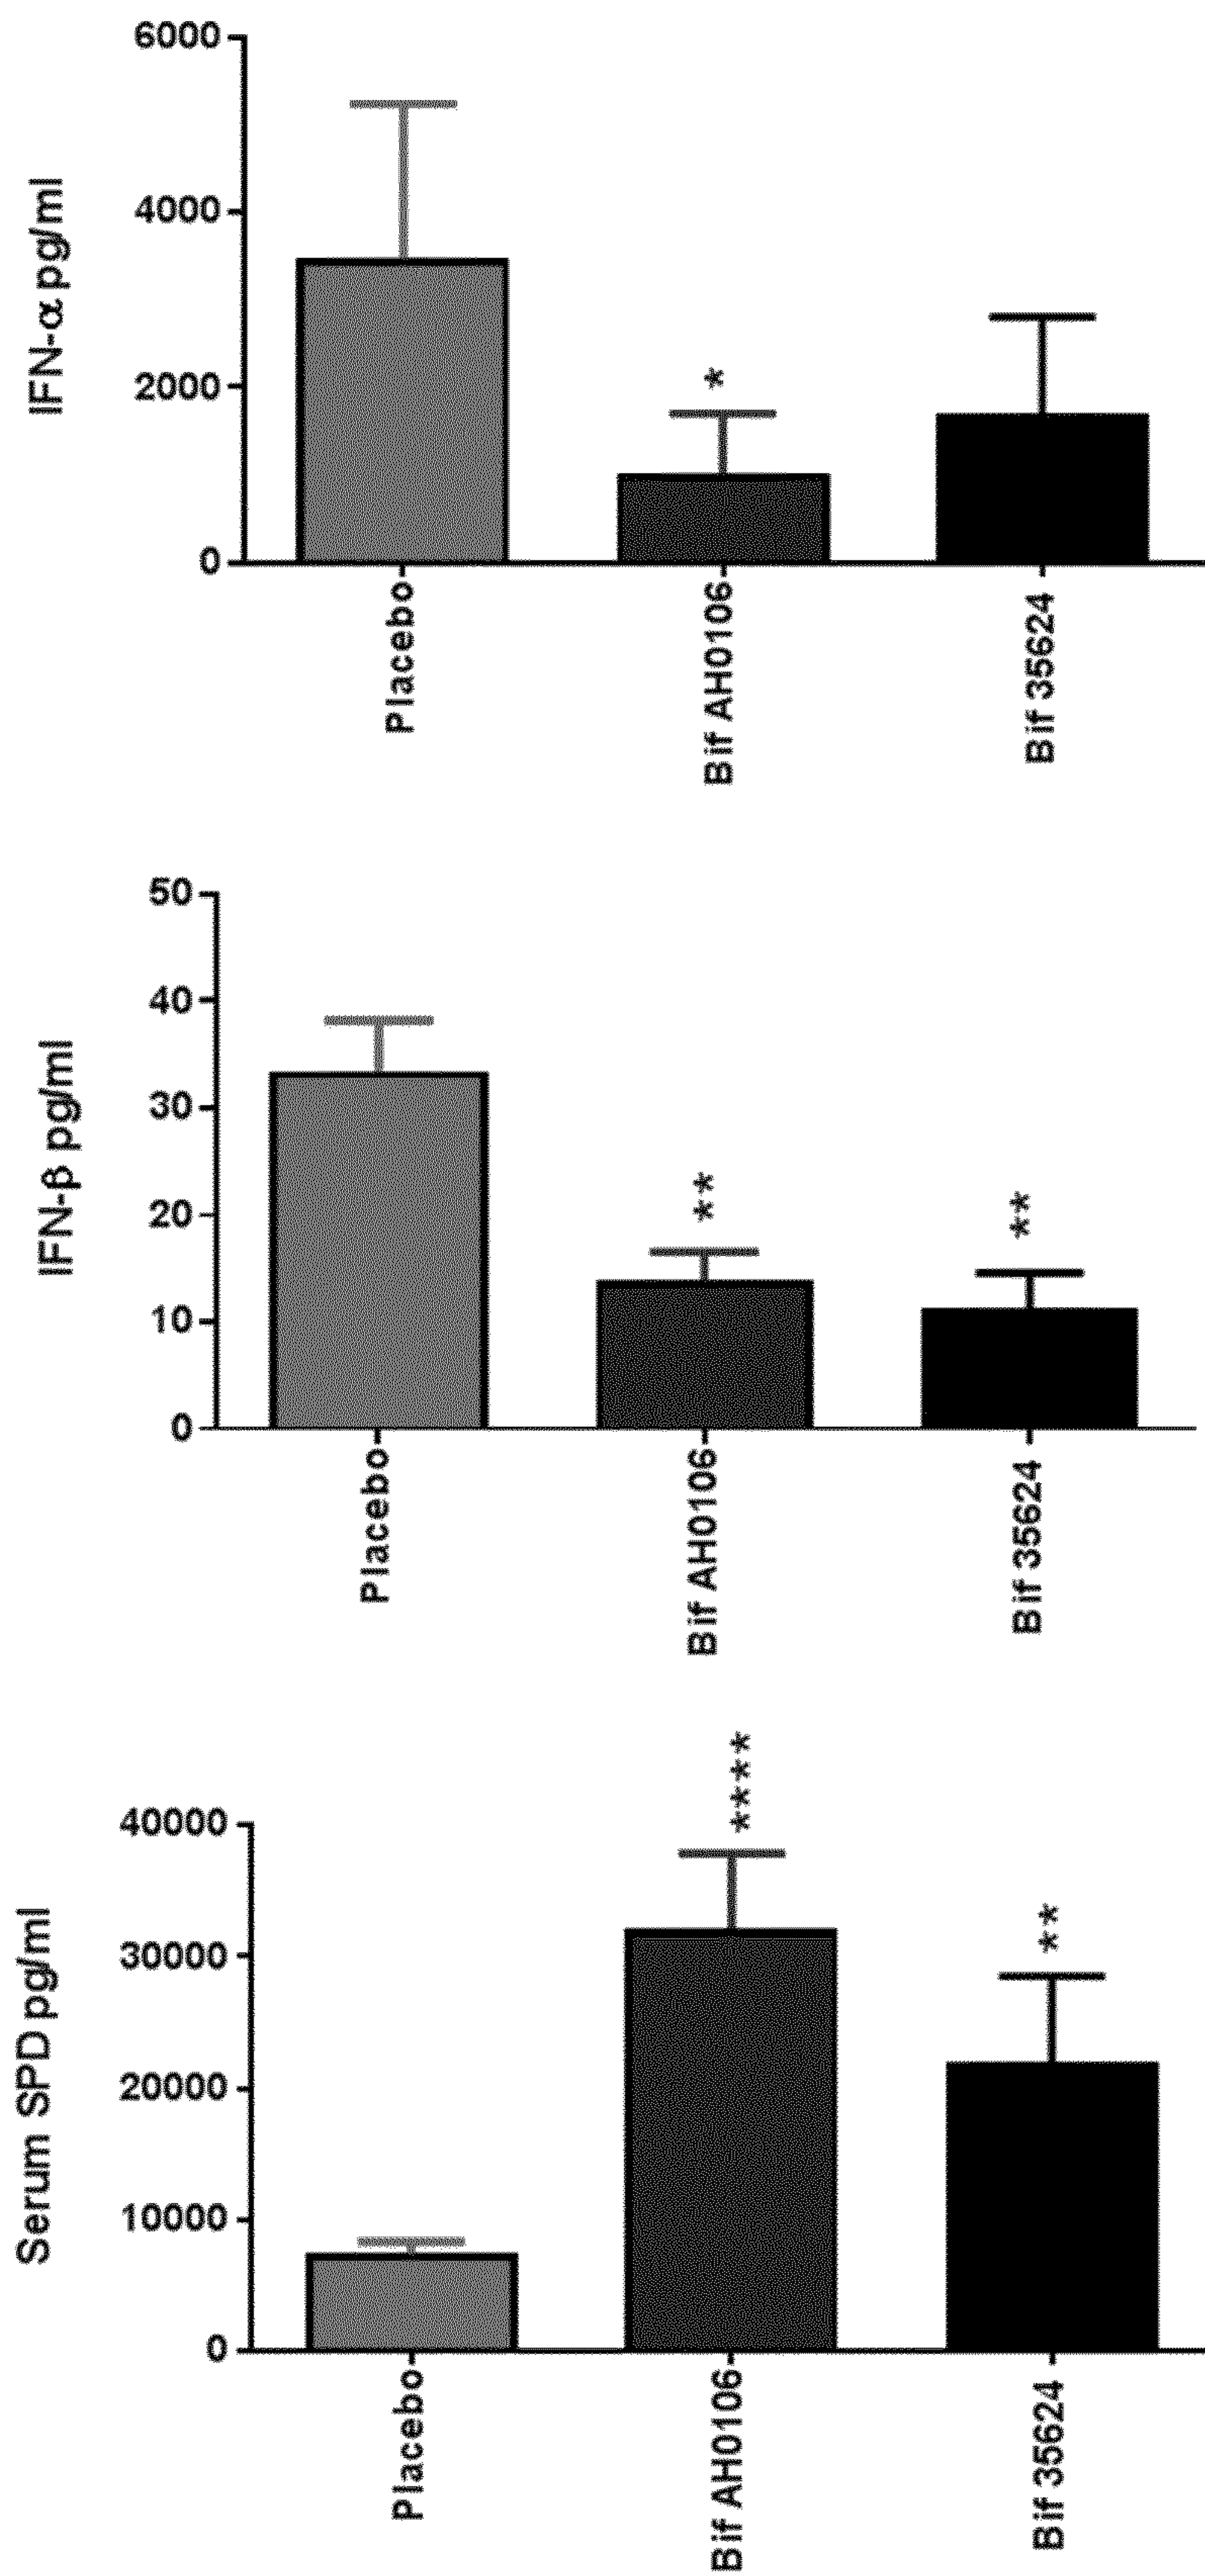 IFN-α pg/ml
6000
4000
2000
0
*
Placebo
Bif AH0106
Bif 35624
IFN-β pg/ml
50
40
30
20
10
0
**
**
Placebo
Bif AH0106
Bif 35624
Serum SPD pg/ml
40000
30000
20000
10000
0
****
**
Placebo
Bif AH0106
Bif 35624